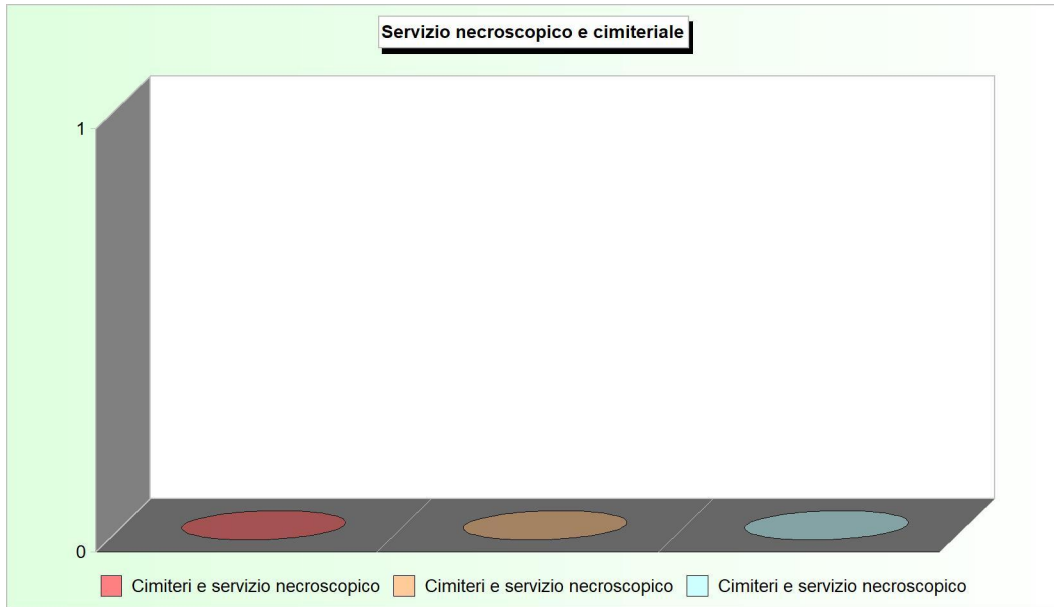 Servizio necroscopico e cimiteriale
1
0
Cimiteri e servizio necroscopico Cimiteri e servizio necroscopico Cimiteri e servizio necroscopico